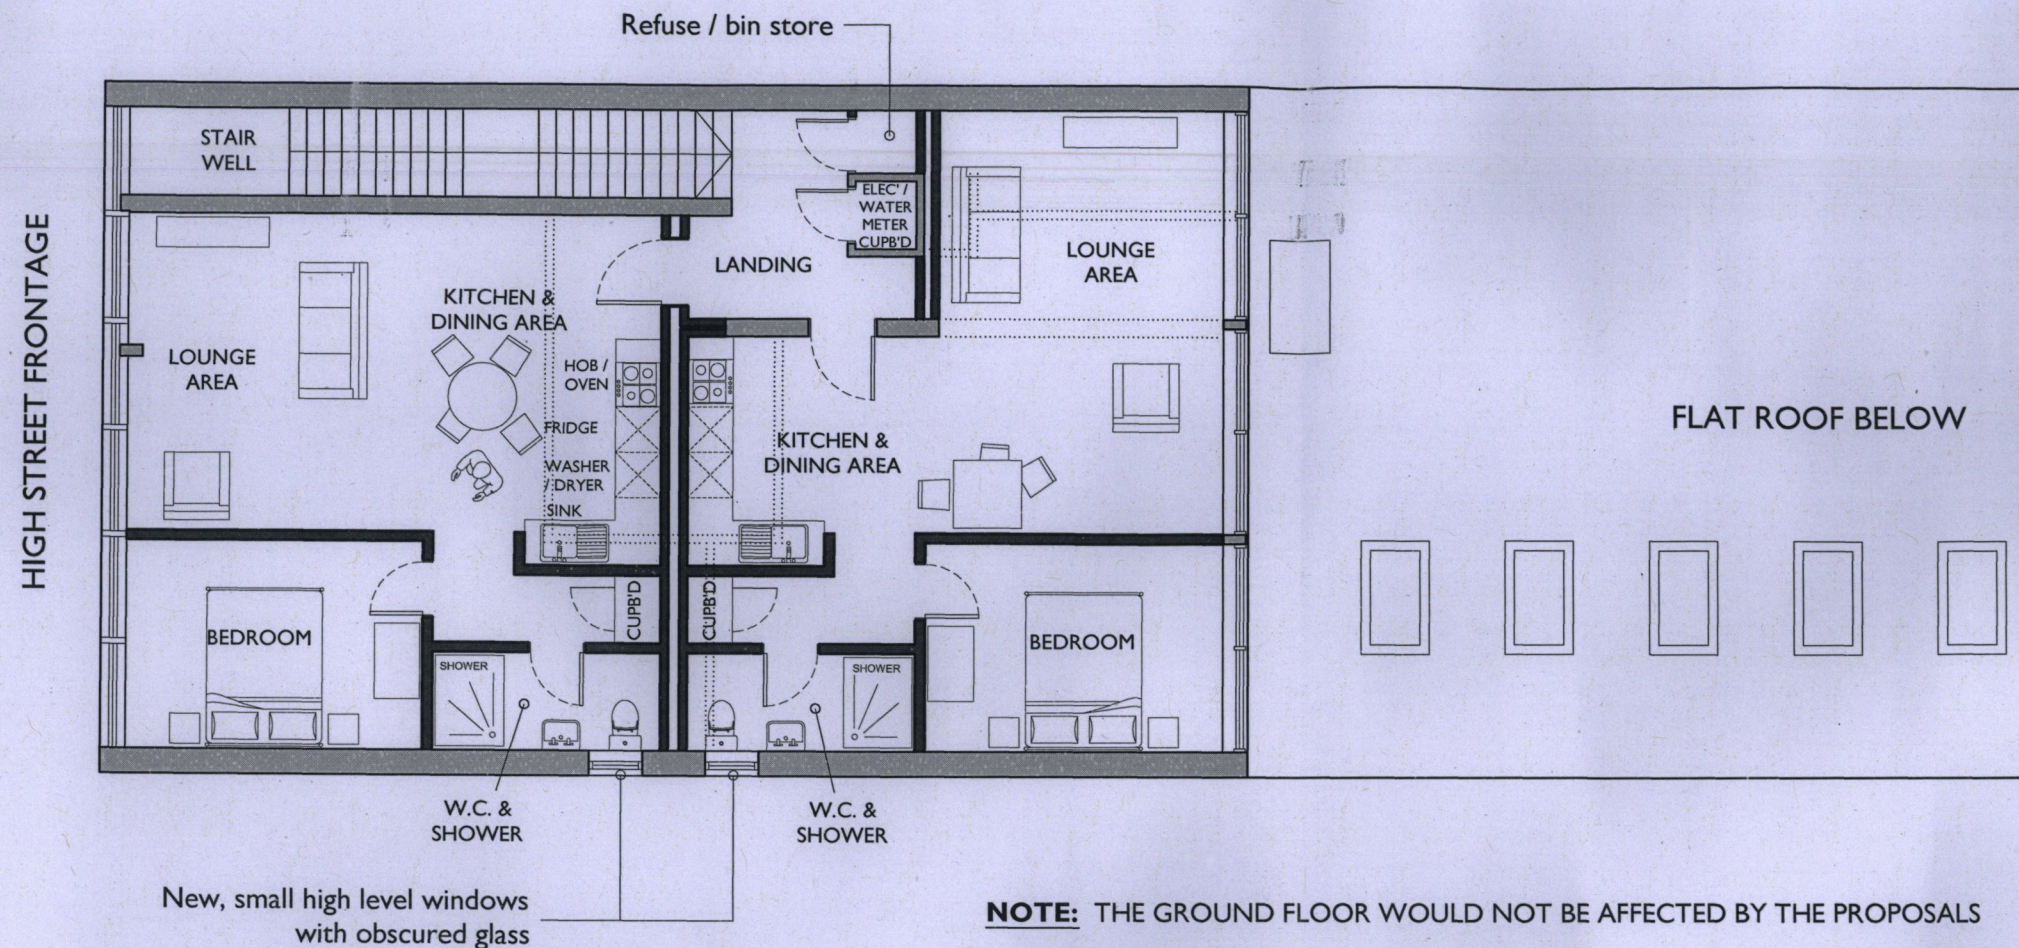 Refuse / bin store
STAIR
WELL
ELEC' /
WATER
METER
CUPB'D
LANDING
LOUNGE
AREA
HIGH STREET FRONTAGE
KITCHEN &
DINING AREA
LOUNGE
AREA
HOB /
OVEN
FRIDGE
WASHER
/ DRYER
SINK
KITCHEN &
DINING AREA
FLAT ROOF BELOW
CUPB'D
CUPB'D
BEDROOM
BEDROOM
SHOWER
SHOWER
W.C. &
SHOWER
W.C. &
SHOWER
New, small high level windows
with obscured glass
NOTE: THE GROUND FLOOR WOULD NOT BE AFFECTED BY THE PROPOSALS